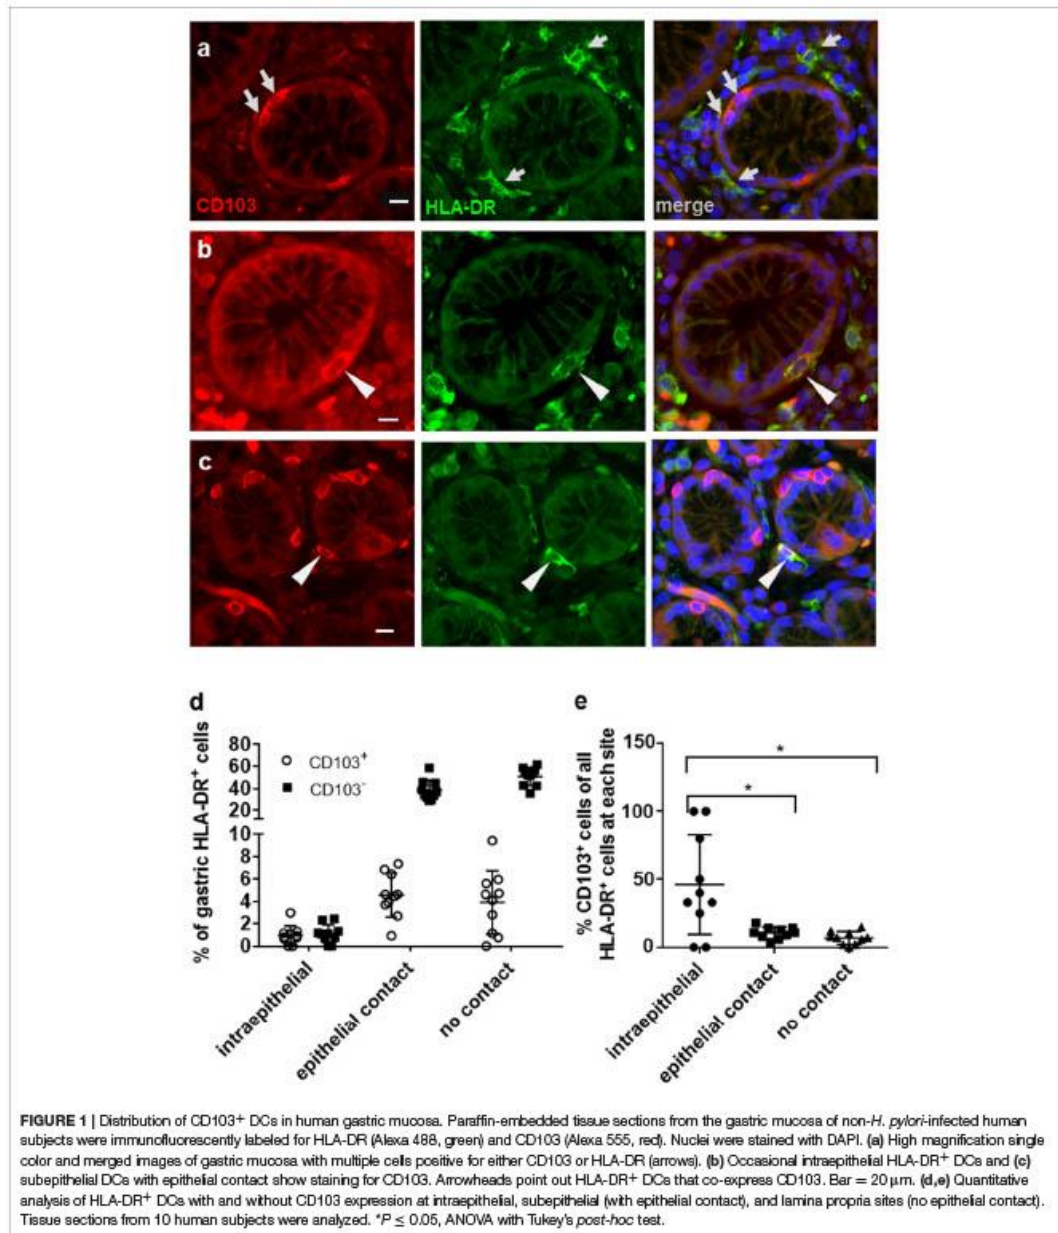 a
CD103
HLA-DR
merge
b
c
d
% of gastric HLA-DR⁺ cells
80
60
40
20
10
8
6
4
2
0
CD103⁺
CD103⁻
intraepithelial
epithelial contact
no contact
e
% CD103⁺ cells of all
HLA-DR⁺ cells at each site
150
100
50
0
*
*
intraepithelial
epithelial contact
no contact
FIGURE 1 | Distribution of CD103+ DCs in human gastric mucosa. Paraffin-embedded tissue sections from the gastric mucosa of non-H. pylori-infected human
subjects were immunofluorescently labeled for HLA-DR (Alexa 488, green) and CD103 (Alexa 555, red). Nuclei were stained with DAPI. (a) High magnification single
color and merged images of gastric mucosa with multiple cells positive for either CD103 or HLA-DR (arrows). (b) Occasional intraepithelial HLA-DR⁺ DCs and (c)
subepithelial DCs with epithelial contact show staining for CD103. Arrowheads point out HLA-DR⁺ DCs that co-express CD103. Bar = 20 μm. (d,e) Quantitative
analysis of HLA-DR⁺ DCs with and without CD103 expression at intraepithelial, subepithelial (with epithelial contact), and lamina propria sites (no epithelial contact).
Tissue sections from 10 human subjects were analyzed. *P ≤ 0.05, ANOVA with Tukey's post-hoc test.